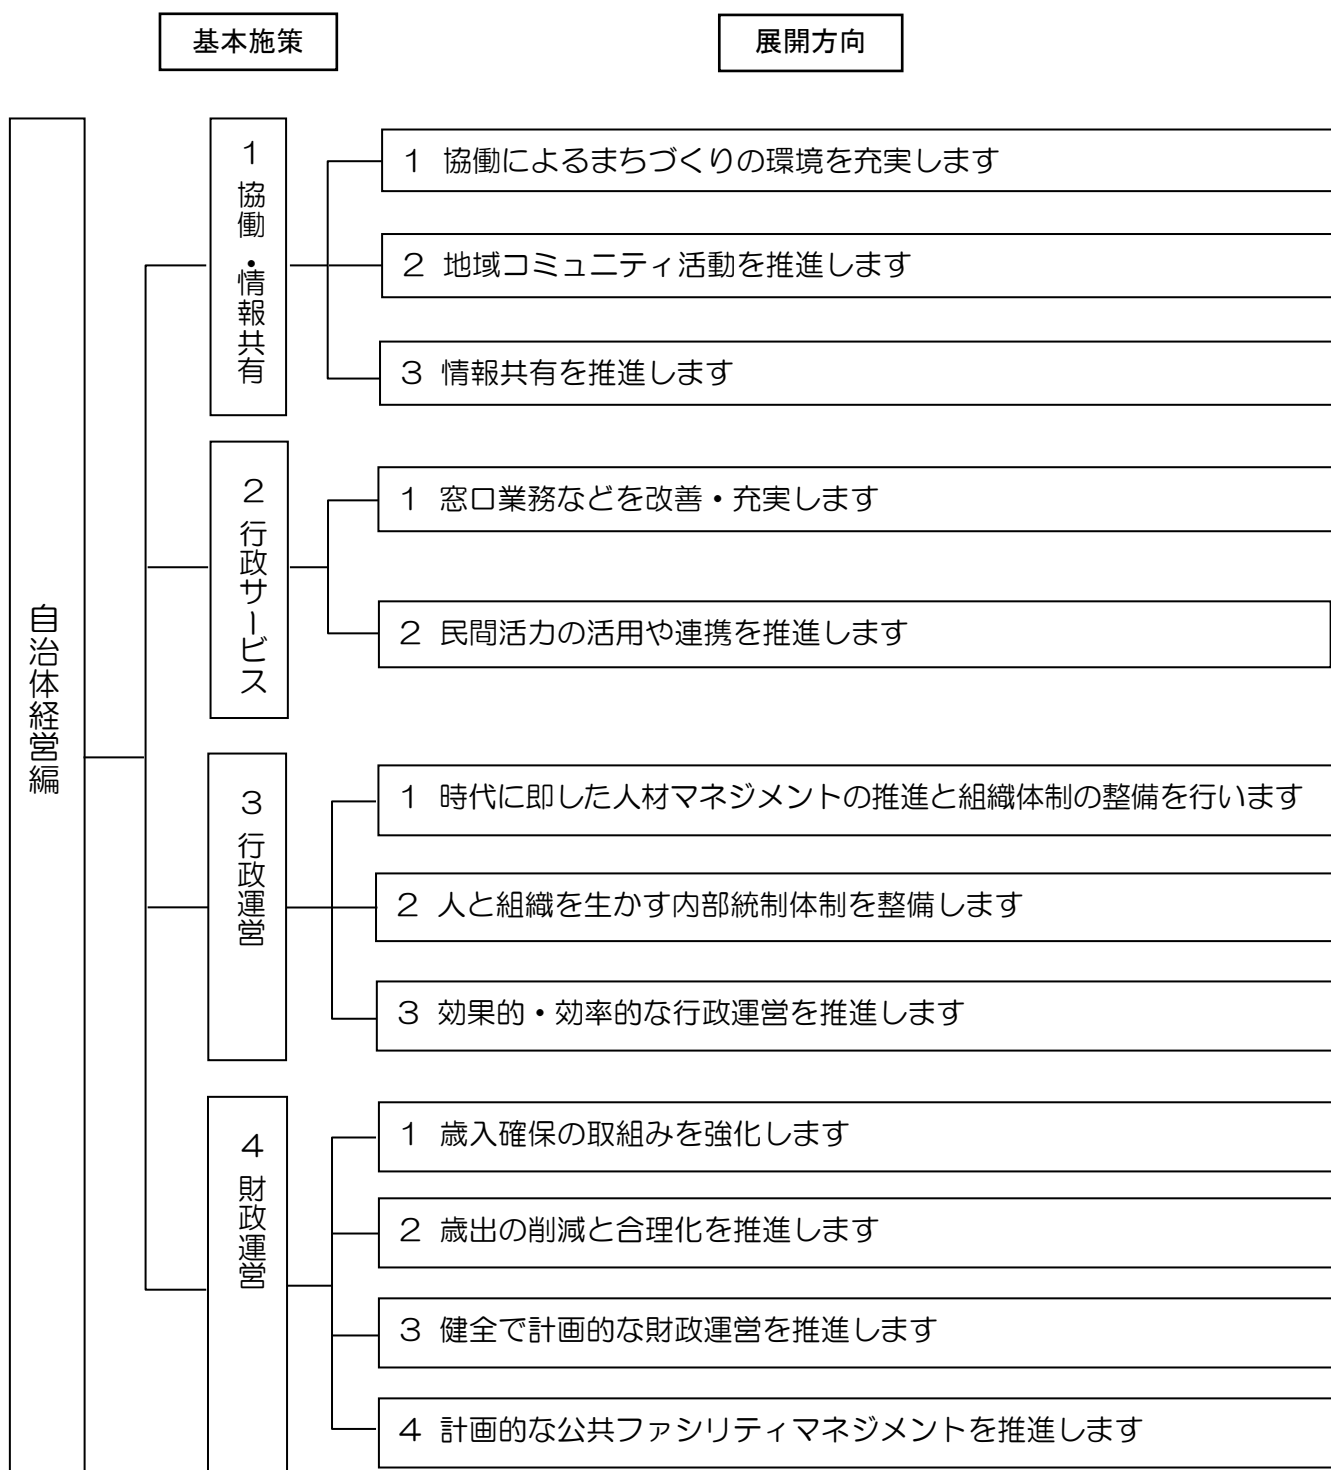 基本施策
展開方向
自治体経営編
１ 協働・情報共有
１ 協働によるまちづくりの環境を充実します
２ 地域コミュニティ活動を推進します
３ 情報共有を推進します
２ 行政サービス
１ 窓口業務などを改善・充実します
２ 民間活力の活用や連携を推進します
３ 行政運営
１ 時代に即した人材マネジメントの推進と組織体制の整備を行います
２ 人と組織を生かす内部統制体制を整備します
３ 効果的・効率的な行政運営を推進します
４ 財政運営
１ 歳入確保の取組みを強化します
２ 歳出の削減と合理化を推進します
３ 健全で計画的な財政運営を推進します
４ 計画的な公共ファシリティマネジメントを推進します